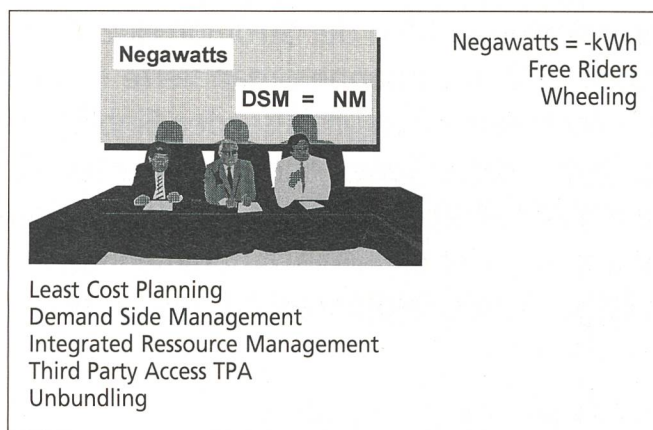 Negawatts
DSM = NM
Negawatts = -kWh
Free Riders
Wheeling
Least Cost Planning
Demand Side Management
Integrated Ressource Management
Third Party Access TPA
Unbundling